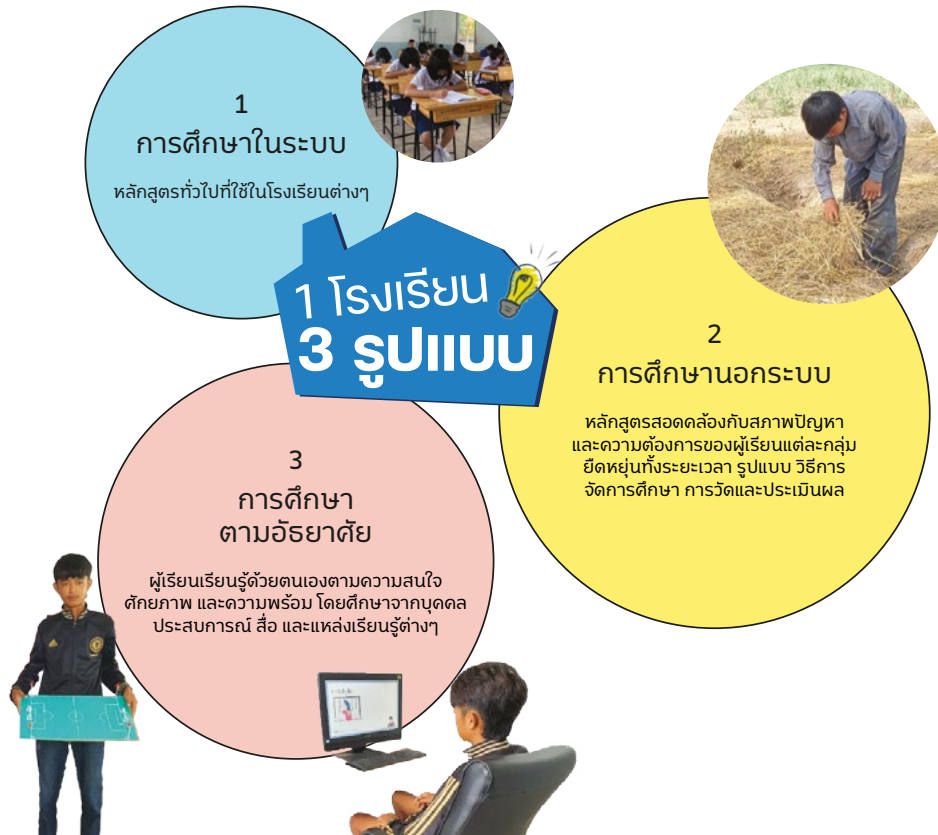 1
การศึกษาในระบบ
หลักสูตรทั่วไปที่ใช้ในโรงเรียนต่างๆ
1 โรงเรียน
3 รูปแบบ
2
การศึกษานอกระบบ
หลักสูตรสอดคล้องกับสภาพปัญหา
และความต้องการของผู้เรียนแต่ละกลุ่ม
ยืดหยุ่นทั้งระยะเวลา รูปแบบ วิธีการ
จัดการศึกษา การวัดและประเมินผล
3
การศึกษา
ตามอัธยาศัย
ผู้เรียนเรียนรู้ด้วยตนเองตามความสนใจ
ศักยภาพ และความพร้อม โดยศึกษาจากบุคคล
ประสบการณ์ สื่อ และแหล่งเรียนรู้ต่างๆ